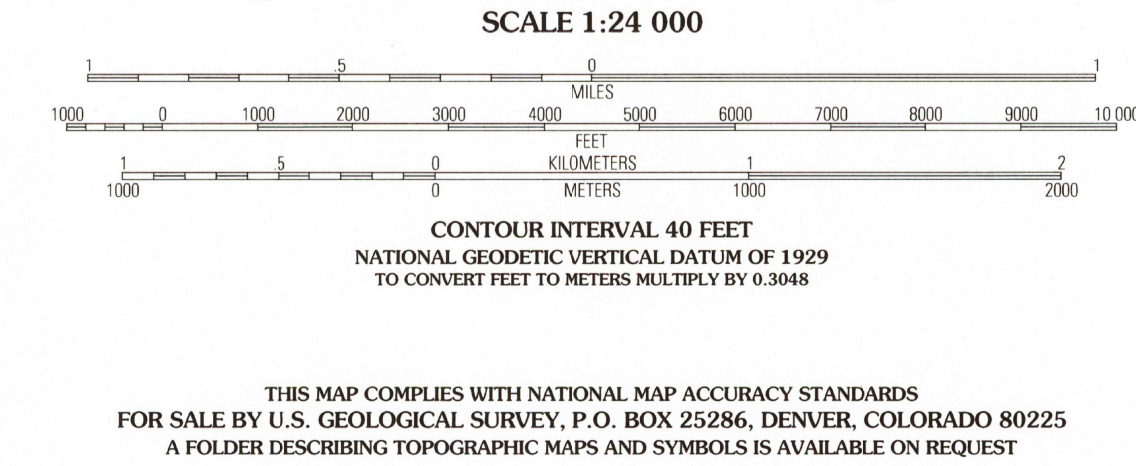 SCALE 1:24 000
1 .5 0 1
MILES
1000 0 1000 2000 3000 4000 5000 6000 7000 8000 9000 10 000
FEET
1 .5 0 KILOMETERS 1 2
1000 0 METERS 1000 2000
CONTOUR INTERVAL 40 FEET
NATIONAL GEODETIC VERTICAL DATUM OF 1929
TO CONVERT FEET TO METERS MULTIPLY BY 0.3048
THIS MAP COMPLIES WITH NATIONAL MAP ACCURACY STANDARDS
FOR SALE BY U.S. GEOLOGICAL SURVEY, P.O. BOX 25286, DENVER, COLORADO 80225
A FOLDER DESCRIBING TOPOGRAPHIC MAPS AND SYMBOLS IS AVAILABLE ON REQUEST